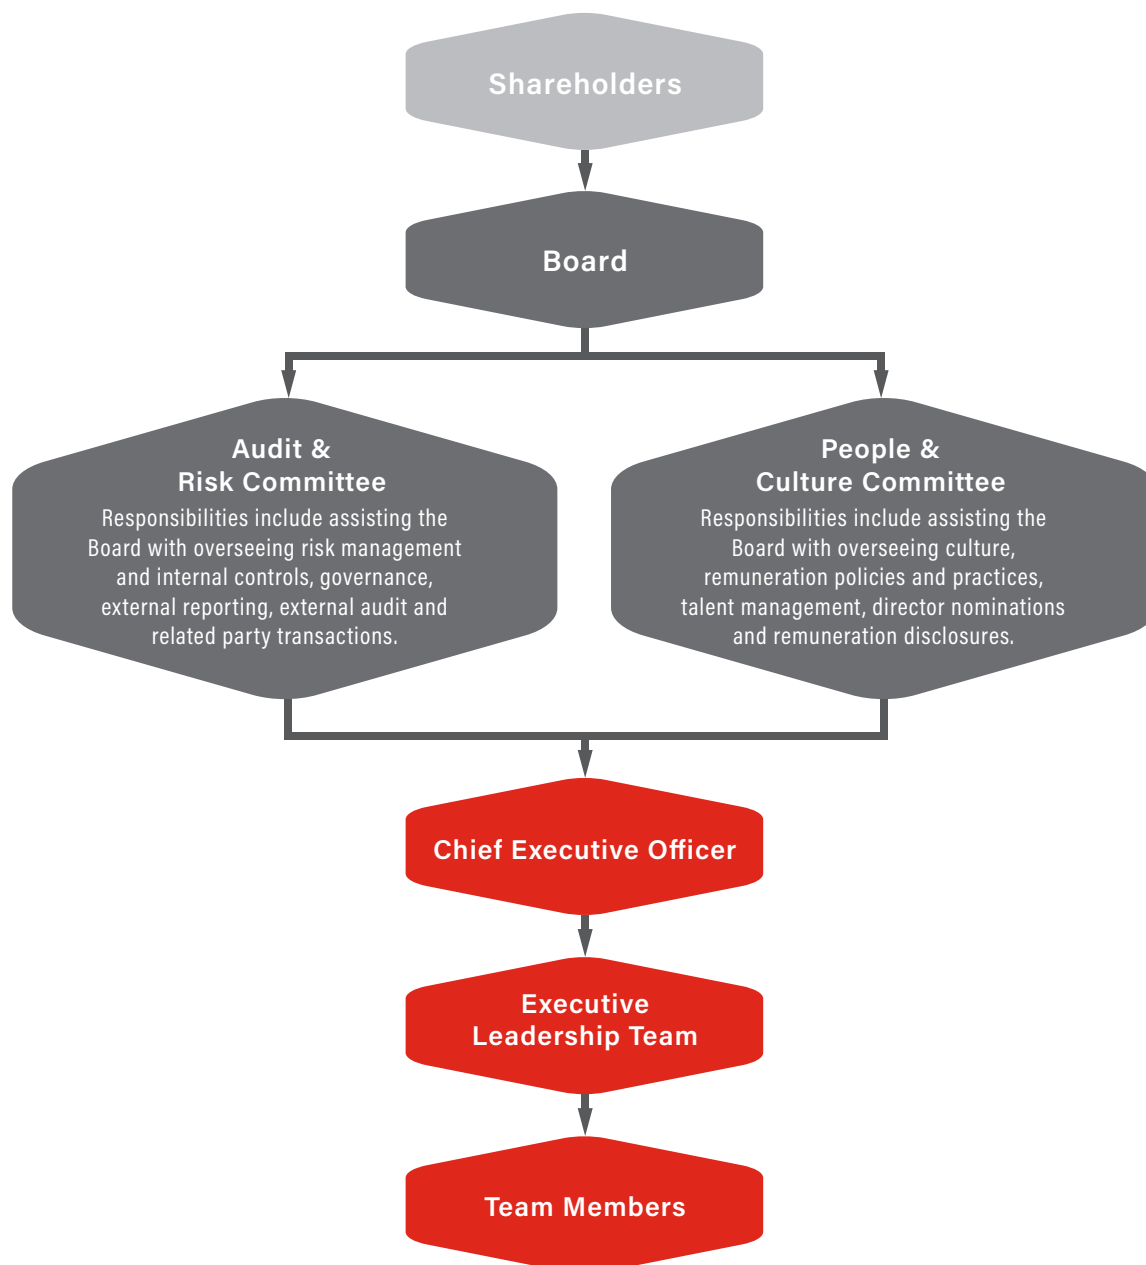 Shareholders
Board
Audit &
Risk Committee
Responsibilities include assisting the
Board with overseeing risk management
and internal controls, governance,
external reporting, external audit and
related party transactions.
People &
Culture Committee
Responsibilities include assisting the
Board with overseeing culture,
remuneration policies and practices,
talent management, director nominations
and remuneration disclosures.
Chief Executive Officer
Executive
Leadership Team
Team Members